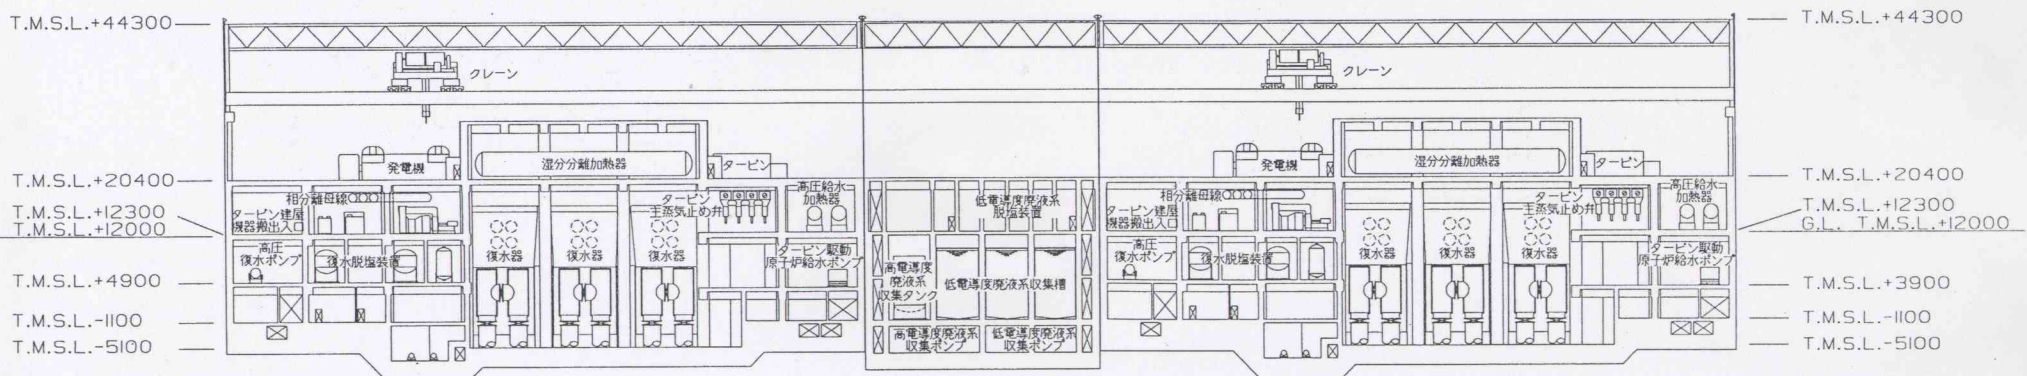 T.M.S.L.+44300
T.M.S.L.+44300
クレーン
クレーン
発電機
湿分分離加熱器
タービン
発電機
湿分分離加熱器
タービン
T.M.S.L.+20400
T.M.S.L.+20400
相分離母線
タービン
主蒸気止め弁
高圧給水
加熱器
低電導度廃液系
脱塩装置
相分離母線
タービン
主蒸気止め弁
高圧給水
加熱器
T.M.S.L.+12300
T.M.S.L.+12300
タービン建屋
機器搬出入口
タービン建屋
機器搬出入口
T.M.S.L.+12000
G.L. T.M.S.L.+12000
高圧
復水ポンプ
復水脱塩装置
復水器
復水器
復水器
タービン駆動
原子炉給水ポンプ
高電導度
廃液系
収集タンク
低電導度廃液系収集槽
高圧
復水ポンプ
復水脱塩装置
復水器
復水器
復水器
タービン駆動
原子炉給水ポンプ
T.M.S.L.+4900
T.M.S.L.+3900
T.M.S.L.-1100
T.M.S.L.-1100
高電導度廃液系
収集ポンプ
低電導度廃液系
収集ポンプ
T.M.S.L.-5100
T.M.S.L.-5100